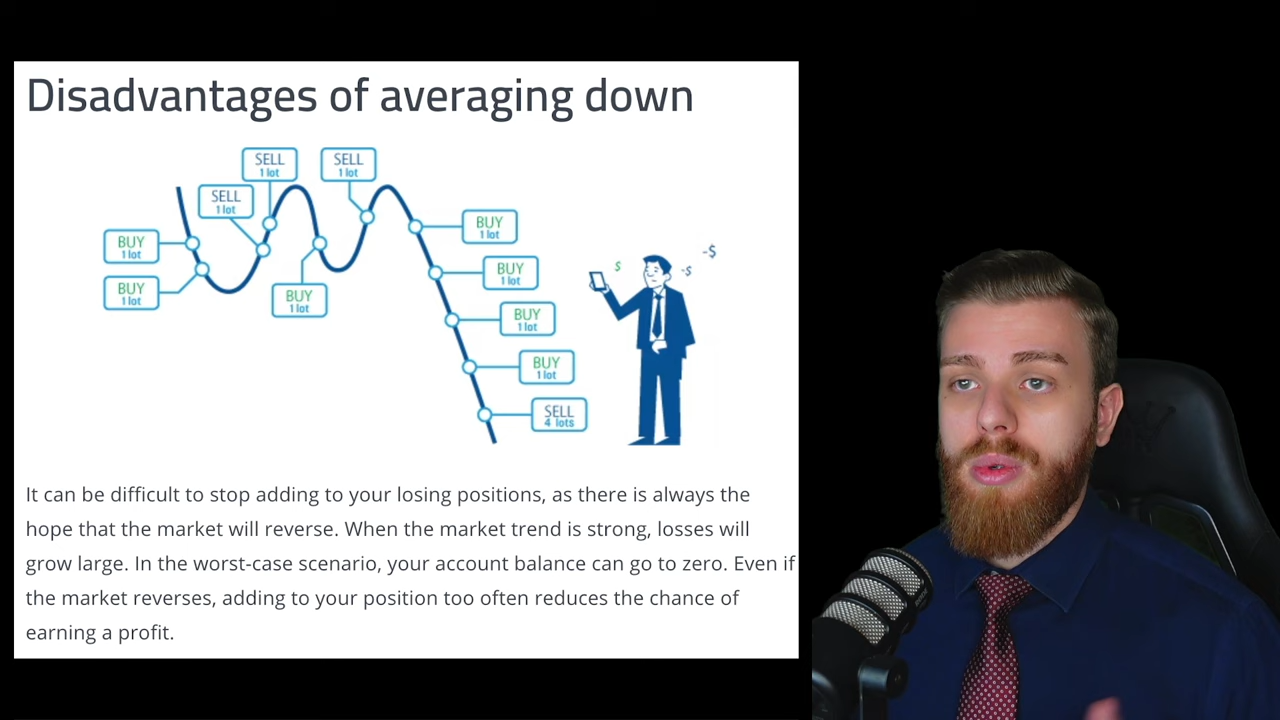 Disadvantages of averaging down
SELL
1 lot
SELL
1 lot
SELL
1 lot
BUY
1 lot
BUY
1 lot
BUY
1 lot
BUY
1 lot
BUY
1 lot
BUY
1 lot
BUY
1 lot
SELL
4 lots
$
-$
-$
It can be difficult to stop adding to your losing positions, as there is always the
hope that the market will reverse. When the market trend is strong, losses will
grow large. In the worst-case scenario, your account balance can go to zero. Even if
the market reverses, adding to your position too often reduces the chance of
earning a profit.